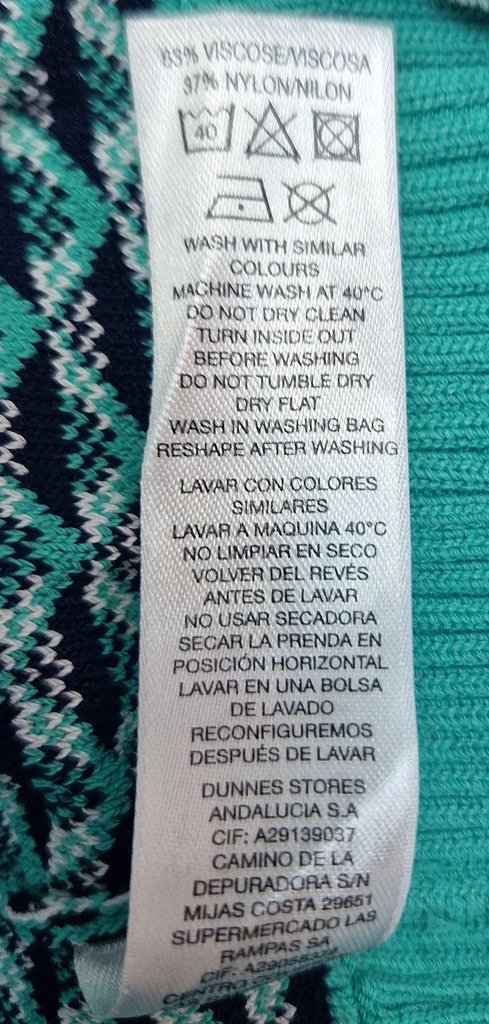 63% VISCOSE/VISCOSA
37% NYLON/NILON
40
WASH WITH SIMILAR
COLOURS
MACHINE WASH AT 40°C
DO NOT DRY CLEAN
TURN INSIDE OUT
BEFORE WASHING
DO NOT TUMBLE DRY
DRY FLAT
WASH IN WASHING BAG
RESHAPE AFTER WASHING
LAVAR CON COLORES
SIMILARES
LAVAR A MAQUINA 40°C
NO LIMPIAR EN SECO
VOLVER DEL REVÉS
ANTES DE LAVAR
NO USAR SECADORA
SECAR LA PRENDA EN
POSICIÓN HORIZONTAL
LAVAR EN UNA BOLSA
DE LAVADO
RECONFIGUREMOS
DESPUÉS DE LAVAR
DUNNES STORES
ANDALUCIA S.A
CIF: A29139037
CAMINO DE LA
DEPURADORA S/N
MIJAS COSTA 29651
SUPERMERCADO LAS
RAMPAS SA
CIF:
CENTRO